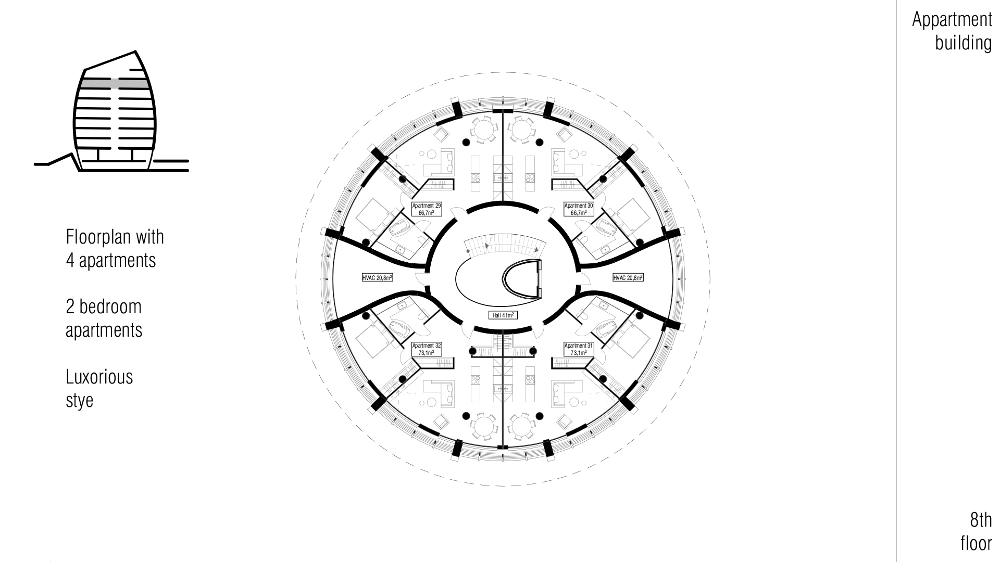 Appartment
building
Floorplan with
4 apartments
2 bedroom
apartments
Luxorious
stye
Apartment 29
66,7m²
Apartment 30
66,7m²
HVAC 20,8m²
HVAC 20,8m²
Hall 41m²
Apartment 32
73,1m²
Apartment 31
73,1m²
8th
floor